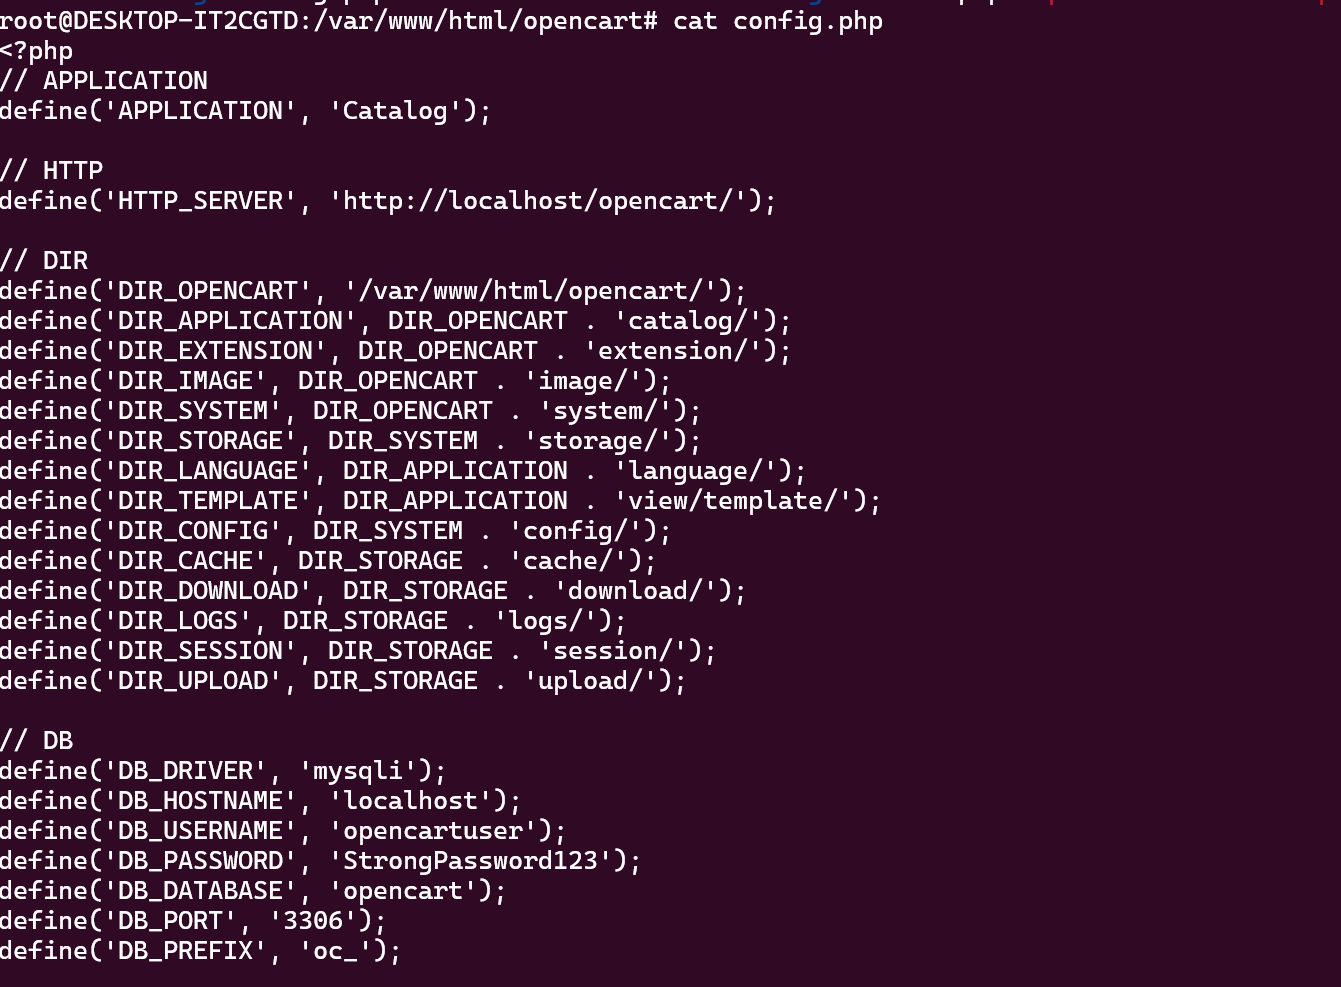 root@DESKTOP-IT2CGTD:/var/www/html/opencart# cat config.php
<?php
// APPLICATION
define('APPLICATION', 'Catalog');
// HTTP
define('HTTP_SERVER', 'http://localhost/opencart/');
// DIR
define('DIR_OPENCART', '/var/www/html/opencart/');
define('DIR_APPLICATION', DIR_OPENCART . 'catalog/');
define('DIR_EXTENSION', DIR_OPENCART . 'extension/');
define('DIR_IMAGE', DIR_OPENCART . 'image/');
define('DIR_SYSTEM', DIR_OPENCART . 'system/');
define('DIR_STORAGE', DIR_SYSTEM . 'storage/');
define('DIR_LANGUAGE', DIR_APPLICATION . 'language/');
define('DIR_TEMPLATE', DIR_APPLICATION . 'view/template/');
define('DIR_CONFIG', DIR_SYSTEM . 'config/');
define('DIR_CACHE', DIR_STORAGE . 'cache/');
define('DIR_DOWNLOAD', DIR_STORAGE . 'download/');
define('DIR_LOGS', DIR_STORAGE . 'logs/');
define('DIR_SESSION', DIR_STORAGE . 'session/');
define('DIR_UPLOAD', DIR_STORAGE . 'upload/');
// DB
define('DB_DRIVER', 'mysqli');
define('DB_HOSTNAME', 'localhost');
define('DB_USERNAME', 'opencartuser');
define('DB_PASSWORD', 'StrongPassword123');
define('DB_DATABASE', 'opencart');
define('DB_PORT', '3306');
define('DB_PREFIX', 'oc_');